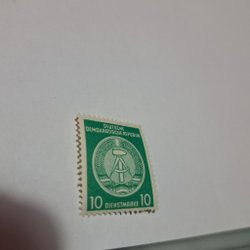 DEUTSCHE
DEMOKRATISCHE REPUBLIK
10 10
DIENSTMARKE